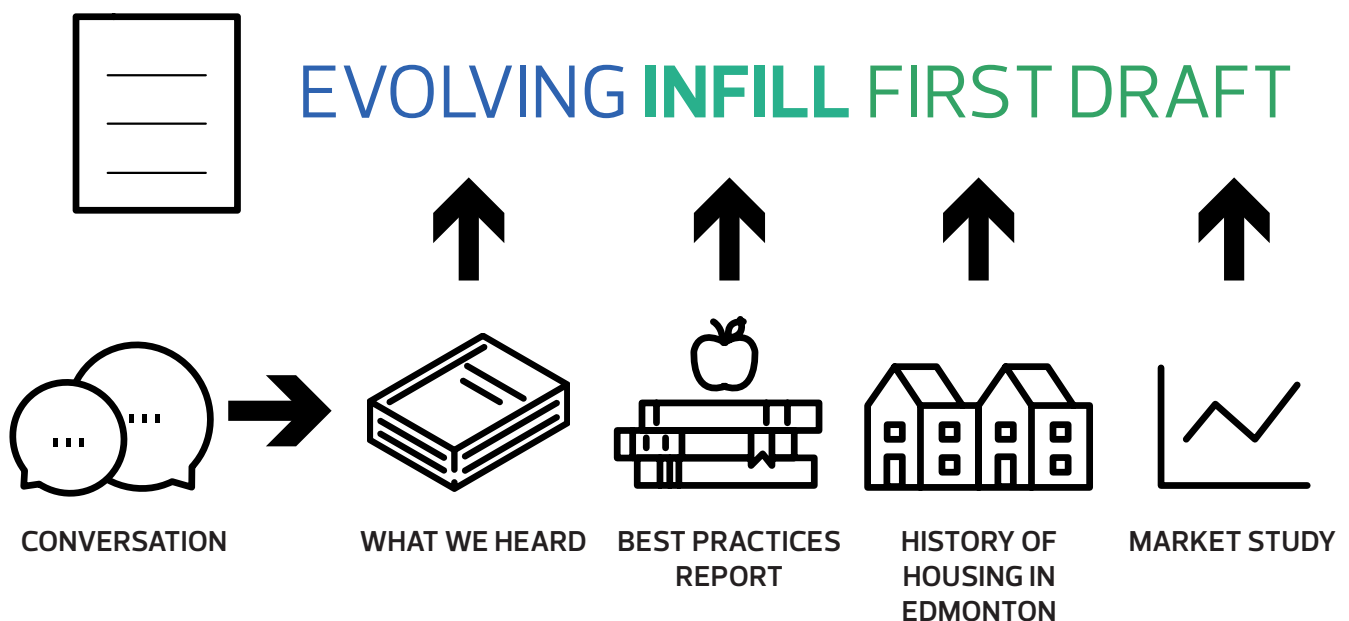 EVOLVING INFILL FIRST DRAFT
CONVERSATION
WHAT WE HEARD
BEST PRACTICES
REPORT
HISTORY OF
HOUSING IN
EDMONTON
MARKET STUDY